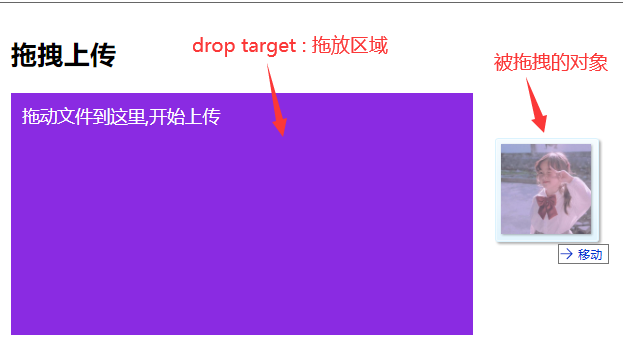 拖拽上传
drop target : 拖放区域
被拖拽的对象
拖动文件到这里,开始上传
移动